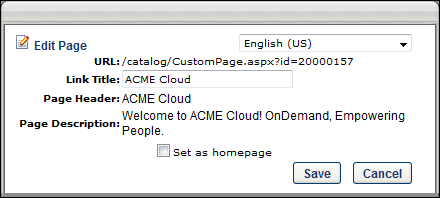 Edit Page English (US)
URL: /catalog/CustomPage.aspx?id=20000157
Link Title: ACME Cloud
Page Header: ACME Cloud
Page Description: Welcome to ACME Cloud! OnDemand, Empowering
People.
Set as homepage
Save Cancel